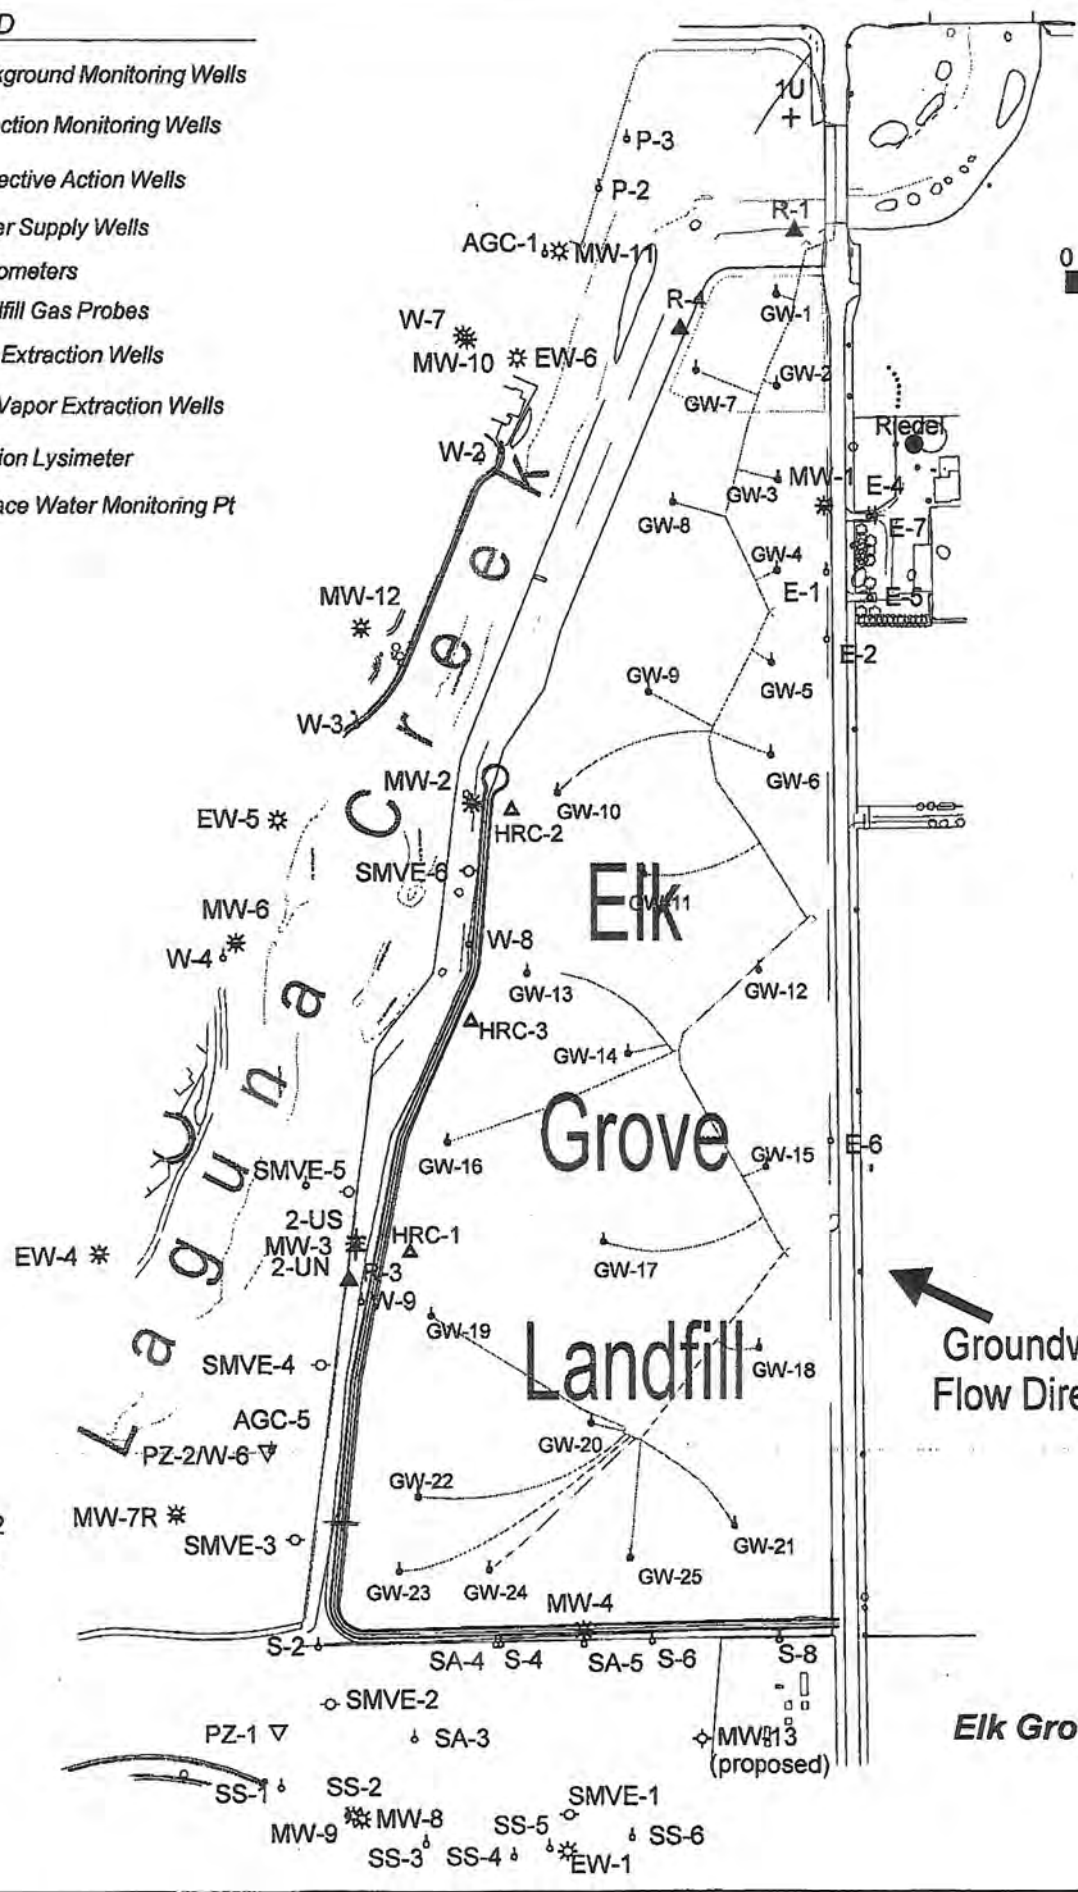 D
kground Monitoring Wells
ction Monitoring Wells
ective Action Wells
er Supply Wells
ometers
dfill Gas Probes
Extraction Wells
Vapor Extraction Wells
ion Lysimeter
ace Water Monitoring Pt
1U
P-3
P-2
R-1
AGC-1
MW-11
0
R-4
GW-1
W-7
MW-10
EW-6
GW-2
GW-7
Riedel
W-2
GW-3
MW-1
E-4
GW-8
E-7
GW-4
E-1
E-5
MW-12
E-2
GW-9
GW-5
W-3
MW-2
GW-6
GW-10
EW-5
HRC-2
SMVE-6
Elk
GW-11
MW-6
W-4
W-8
GW-13
GW-12
HRC-3
GW-14
Laguna Creek
Grove
GW-16
GW-15
E-6
SMVE-5
2-US
HRC-1
EW-4
MW-3
2-UN
R-3
GW-17
W-9
GW-19
Landfill
GW-18
Groundw
Flow Dire
SMVE-4
AGC-5
PZ-2/W-6
GW-20
GW-22
2
MW-7R
SMVE-3
GW-21
GW-23
GW-24
GW-25
MW-4
S-2
SA-4
S-4
SA-5
S-6
S-8
SMVE-2
PZ-1
SA-3
MW-13
(proposed)
Elk Gro
SS-1
SS-2
SMVE-1
MW-9
MW-8
SS-5
SS-6
SS-3
SS-4
EW-1